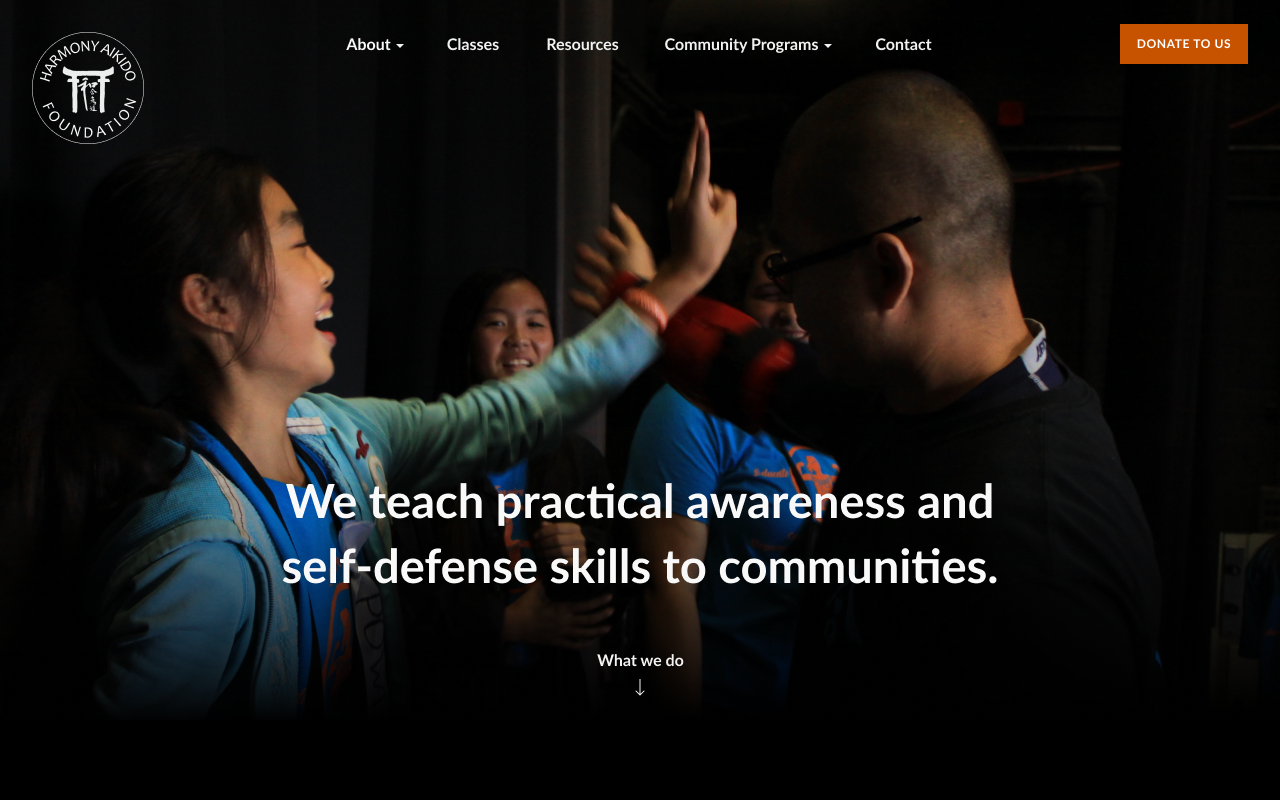 HARMONY AIKIDO
FOUNDATION
About
Classes
Resources
Community Programs
Contact
DONATE TO US
We teach practical awareness and
self-defense skills to communities.
What we do